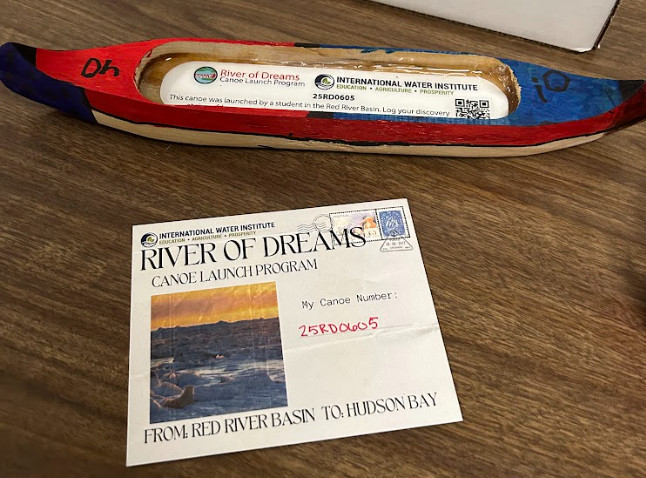 Dh
River of Dreams
Canoe Launch Program
INTERNATIONAL WATER INSTITUTE
EDUCATION • AGRICULTURE • PROSPERITY
25RD0605
This canoe was launched by a student in the Red River Basin. Log your discovery
INTERNATIONAL WATER INSTITUTE
EDUCATION • AGRICULTURE • PROSPERITY
RIVER OF DREAMS
CANOE LAUNCH PROGRAM
My Canoe Number:
25RD0605
FROM: RED RIVER BASIN TO: HUDSON BAY